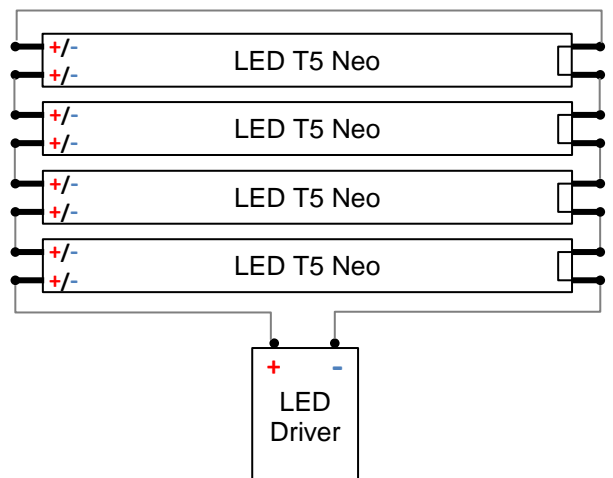 +/-
LED T5 Neo
+/-
+/-
LED T5 Neo
+/-
+/-
LED T5 Neo
+/-
+/-
LED T5 Neo
+/-
+ -
LED
Driver